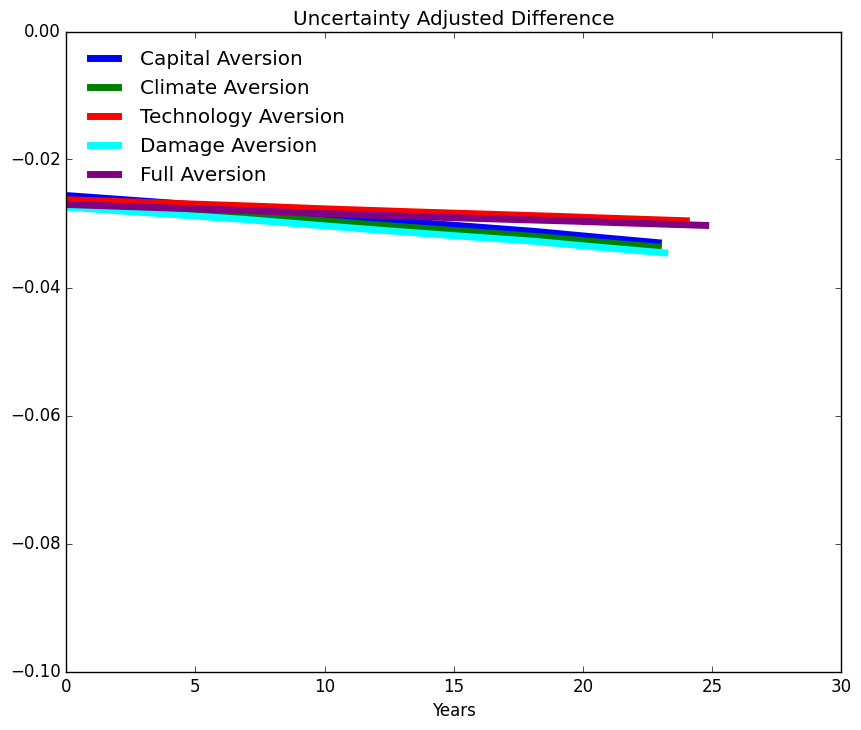 Uncertainty Adjusted Difference
0.00
Capital Aversion
Climate Aversion
Technology Aversion
Damage Aversion
Full Aversion
−0.02
−0.04
−0.06
−0.08
−0.10
0 5 10 15 20 25 30
Years